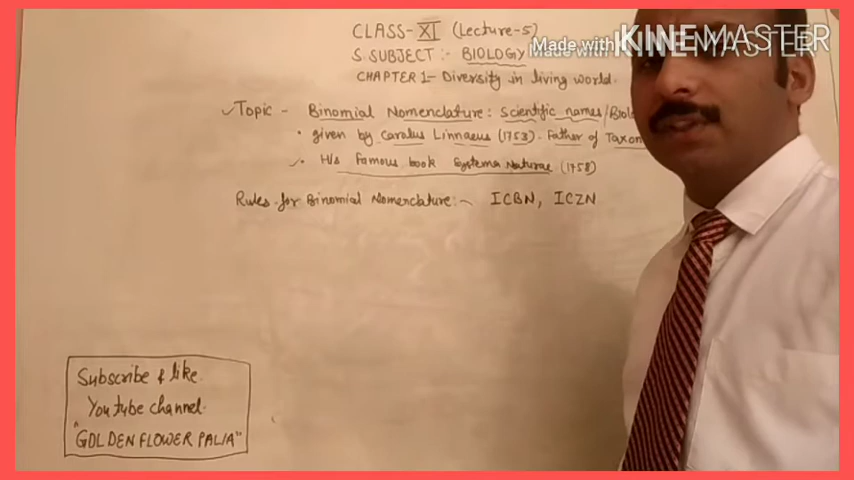 CLASS-XI (Lecture-5)
S. SUBJECT :- BIOLOGY
Made with KINEMASTER
CHAPTER 1- Diversity in living world.
Topic - Binomial Nomenclature: Scientific names/Biol
• given by Carolus Linnaeus (1753). Father of Taxon
• His Famous book Systema Naturae (1758)
Rules for Binomial Nomenclature:- ICBN, ICZN
Subscribe & like
Youtube channel.
"GOLDEN FLOWER PALIA"